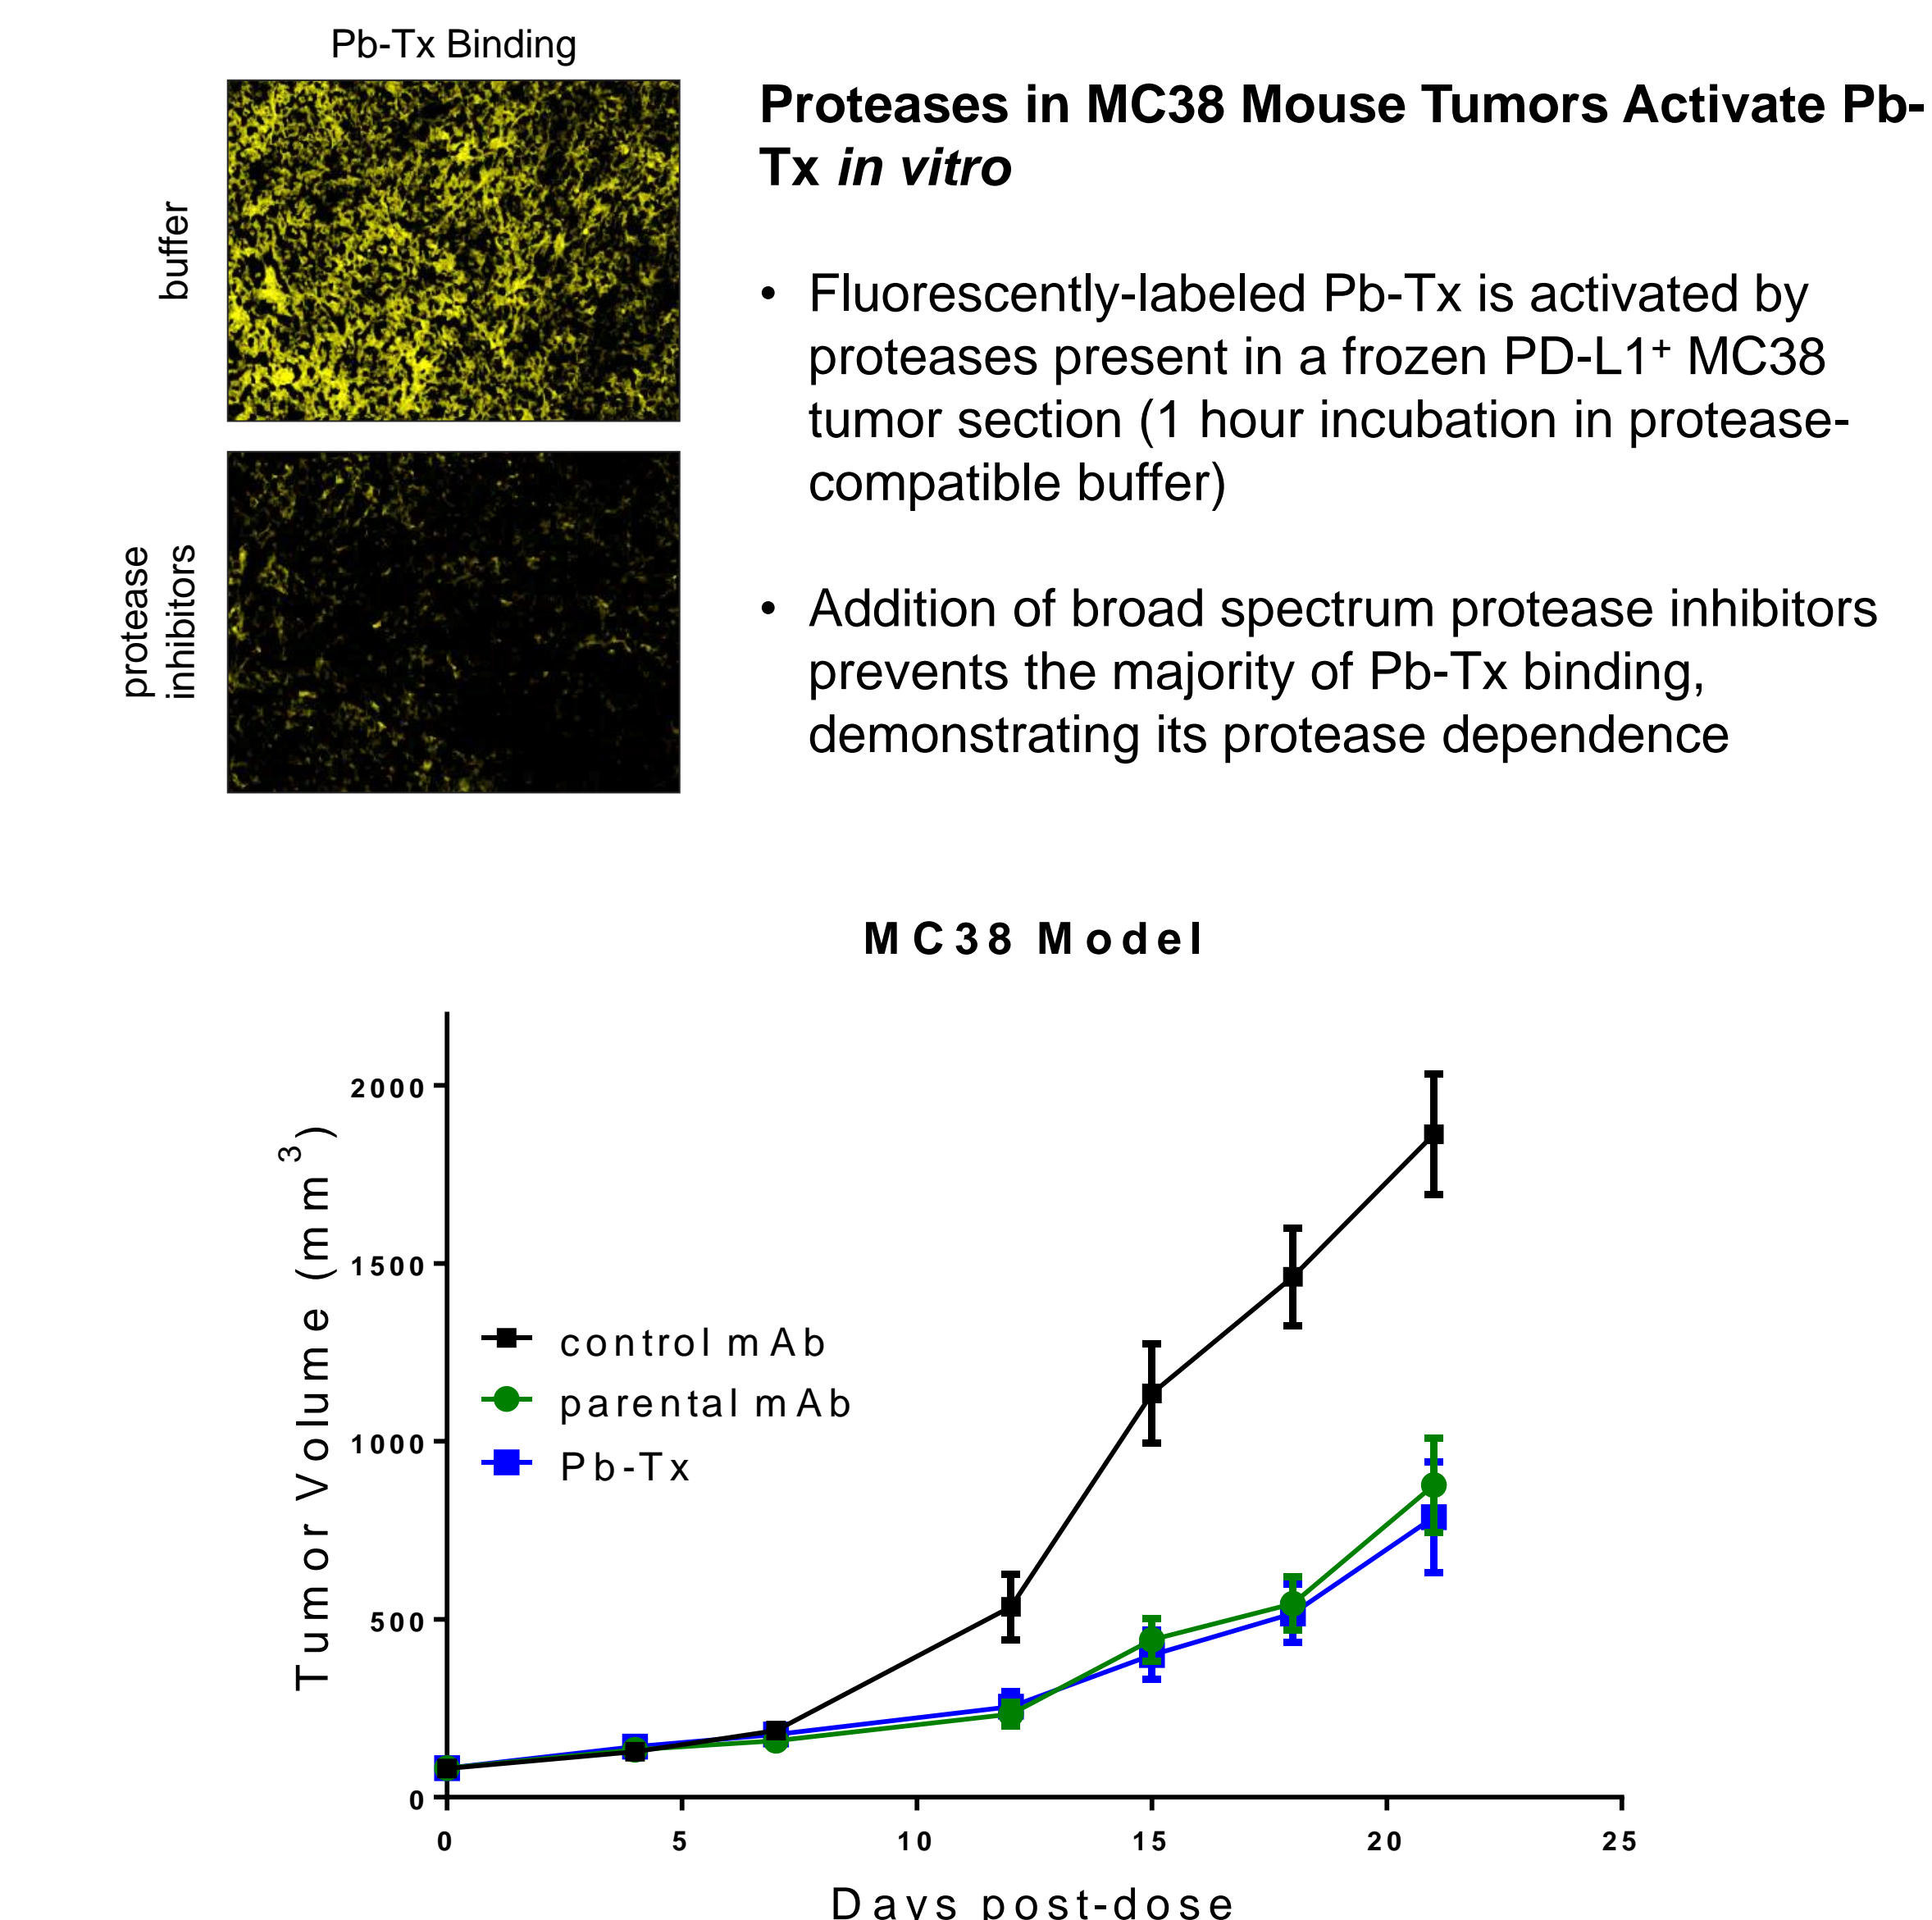 Pb-Tx Binding
buffer
protease
inhibitors
Proteases in MC38 Mouse Tumors Activate Pb-
Tx in vitro
• Fluorescently-labeled Pb-Tx is activated by
proteases present in a frozen PD-L1⁺ MC38
tumor section (1 hour incubation in protease-
compatible buffer)
• Addition of broad spectrum protease inhibitors
prevents the majority of Pb-Tx binding,
demonstrating its protease dependence
MC38 Model
Tumor Volume (mm³)
2000
1500
1000
500
0
control mAb
parental mAb
Pb-Tx
0 5 10 15 20 25
Days post-dose